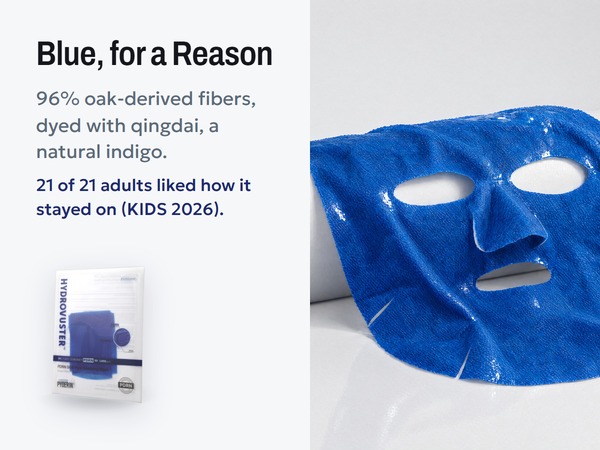 Blue, for a Reason
96% oak-derived fibers,
dyed with qingdai, a
natural indigo.
21 of 21 adults liked how it
stayed on (KIDS 2026).
HYDROVUSTER
PDRN